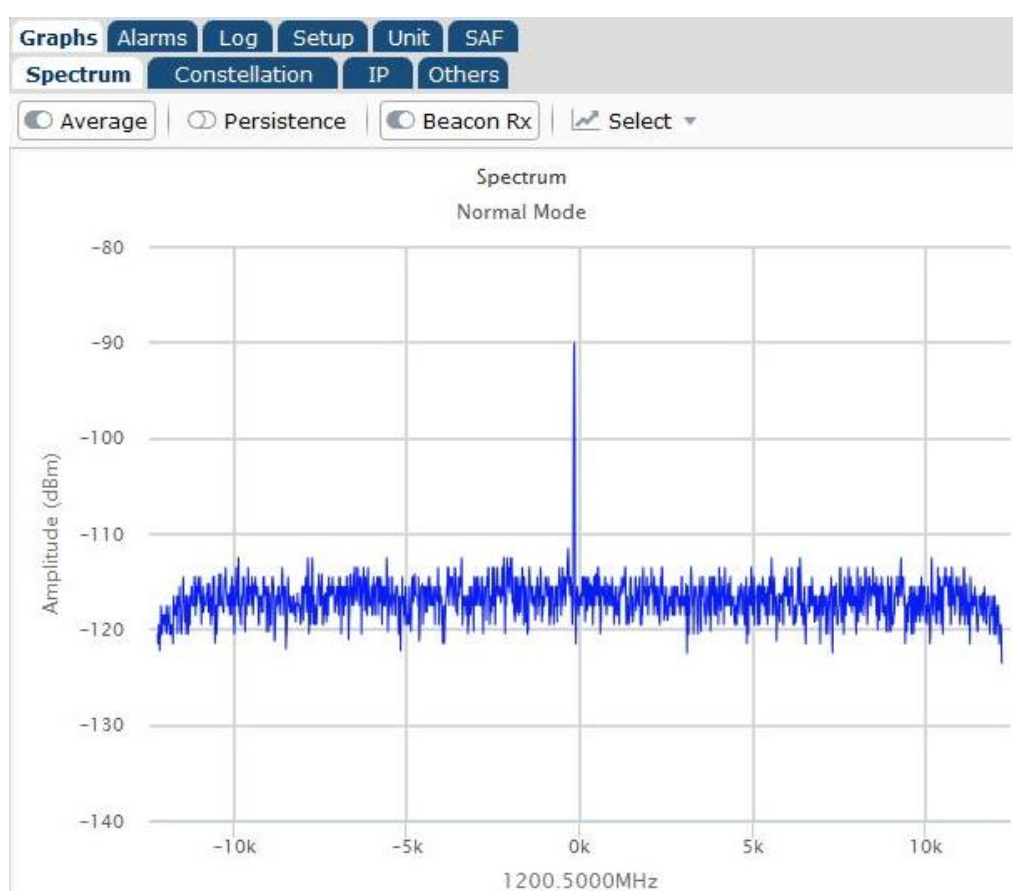 Graphs Alarms Log Setup Unit SAF
Spectrum Constellation IP Others
Average Persistence Beacon Rx Select
Spectrum
Normal Mode
-80
-90
-100
-110
-120
-130
-140
Amplitude (dBm)
-10k -5k 0k 5k 10k
1200.5000MHz